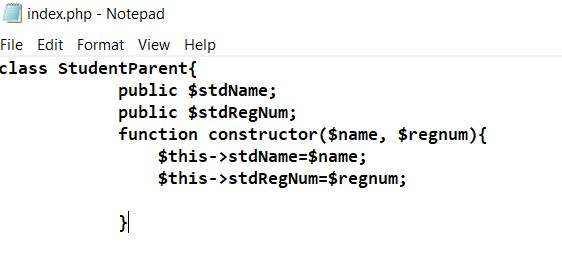 index.php - Notepad
File Edit Format View Help
class StudentParent{
public $stdName;
public $stdRegNum;
function constructor($name, $regnum){
$this->stdName=$name;
$this->stdRegNum=$regnum;
}